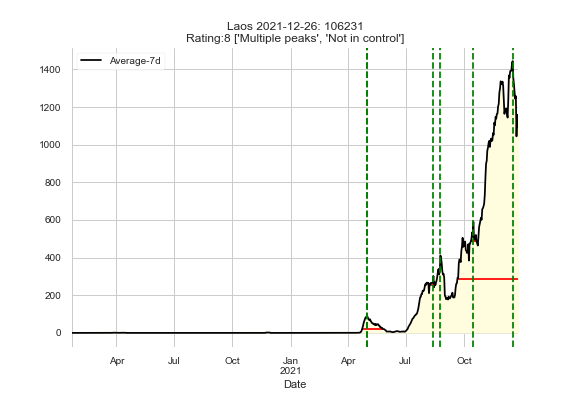 Laos 2021-12-26: 106231
Rating:8 ['Multiple peaks', 'Not in control']
Average-7d
1400
1200
1000
800
600
400
200
0
Apr
Jul
Oct
Jan
2021
Apr
Jul
Oct
Date